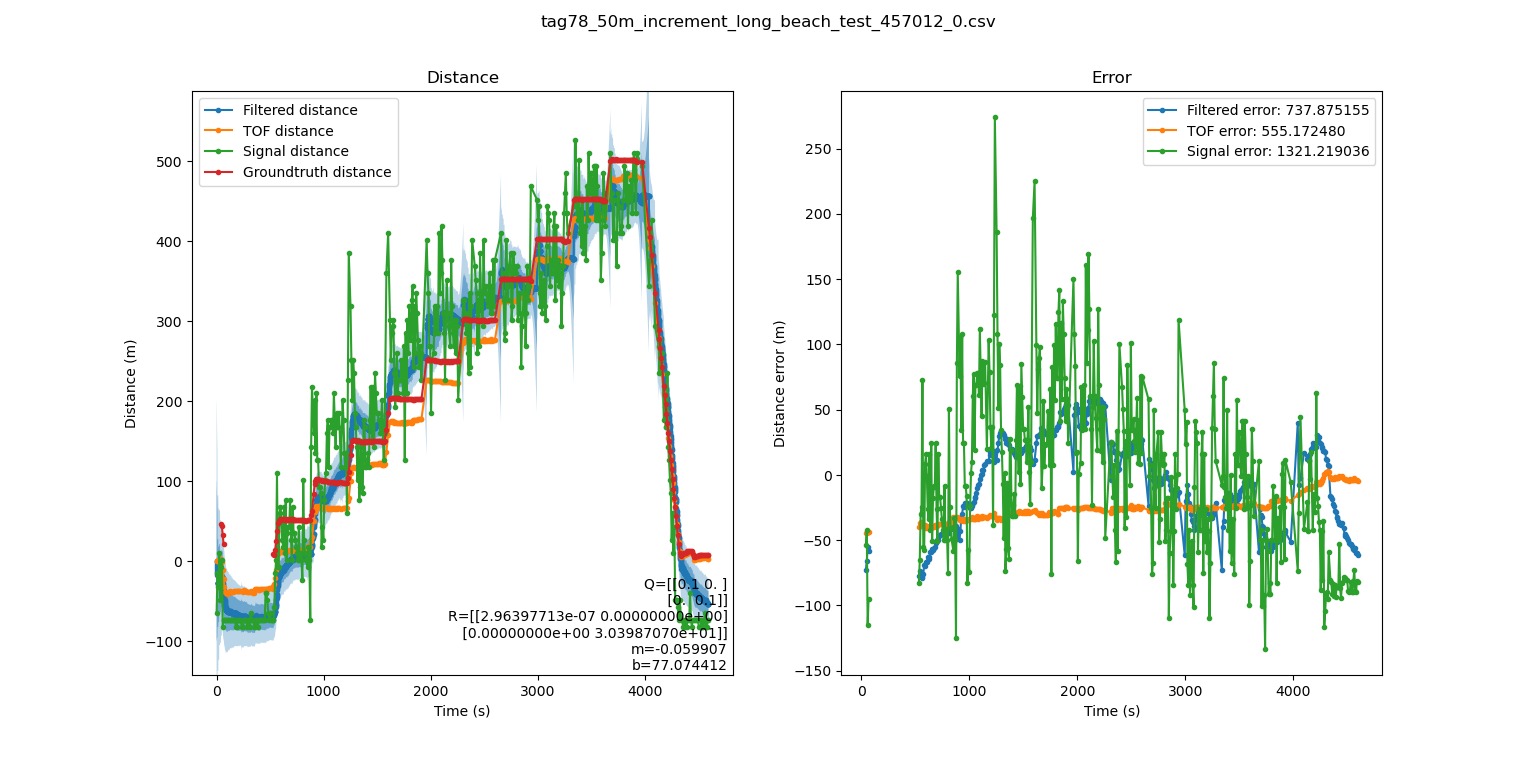 tag78_50m_increment_long_beach_test_457012_0.csv
Distance
Filtered distance
TOF distance
Signal distance
Groundtruth distance
500
400
300
200
100
0
−100
Distance (m)
0
1000
2000
3000
4000
Time (s)
Q=[[0.1 0. ]
[0. 0.1]]
R=[[2.96397713e-07 0.00000000e+00]
[0.00000000e+00 3.03987070e+01]]
m=-0.059907
b=77.074412
Error
Filtered error: 737.875155
TOF error: 555.172480
Signal error: 1321.219036
250
200
150
100
50
0
−50
−100
−150
Distance error (m)
0
1000
2000
3000
4000
Time (s)